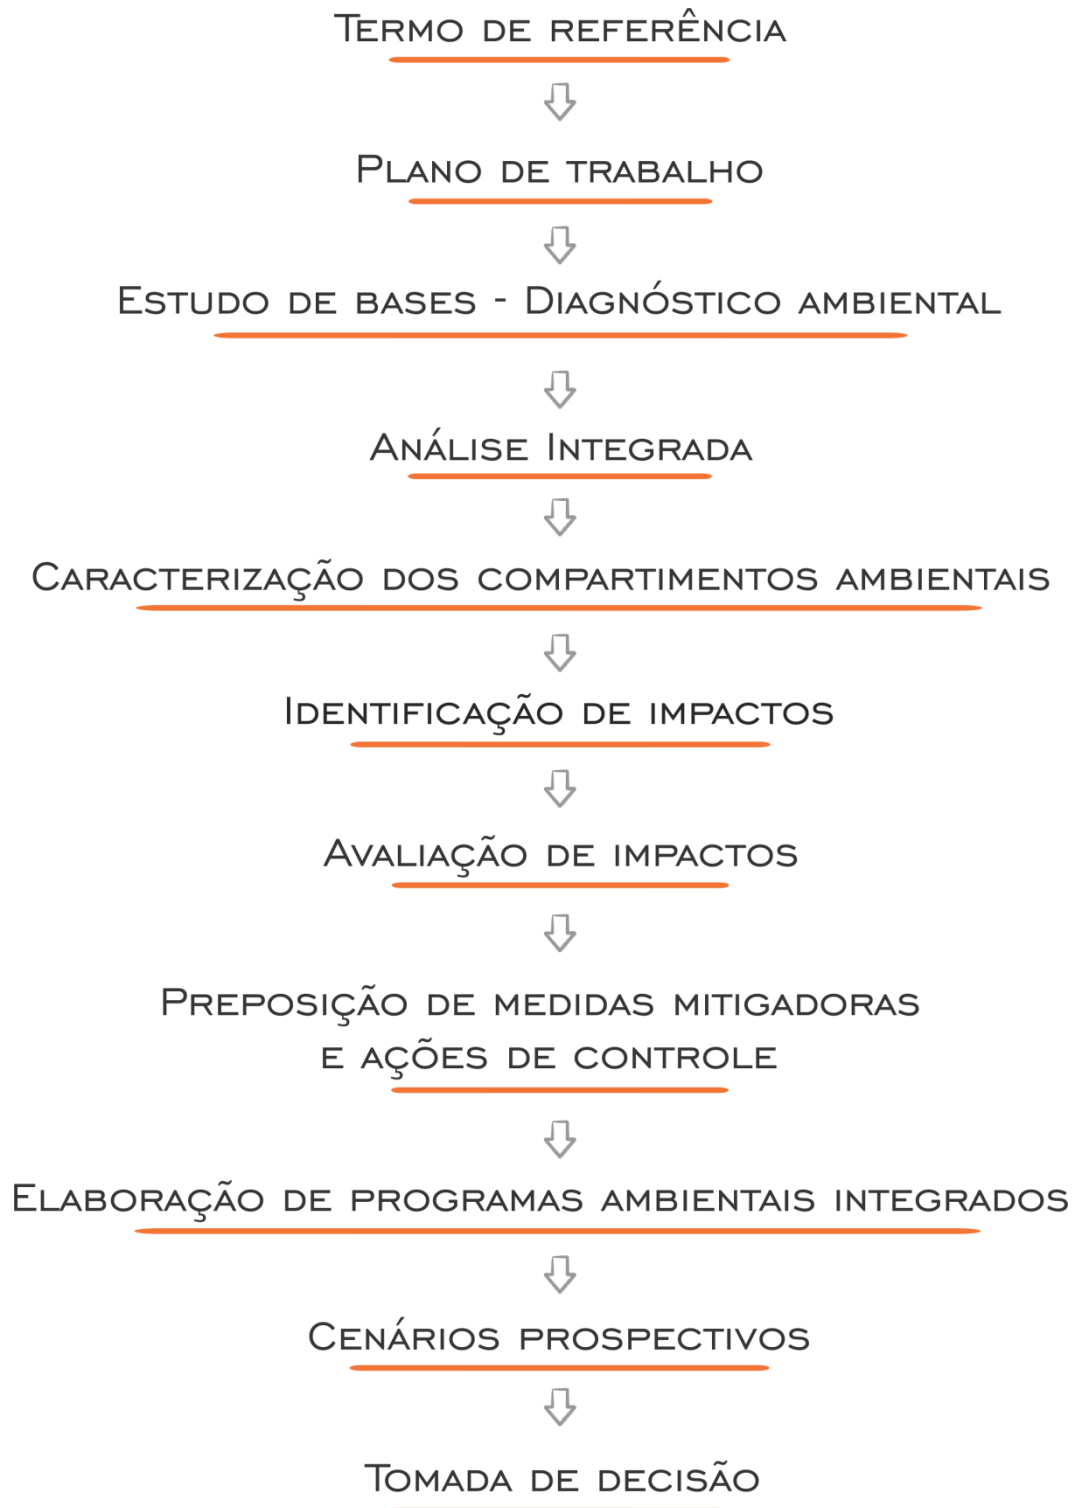 Termo de referência
Plano de trabalho
Estudo de bases - Diagnóstico ambiental
Análise Integrada
Caracterização dos compartimentos ambientais
Identificação de impactos
Avaliação de impactos
Preposição de medidas mitigadoras
e ações de controle
Elaboração de programas ambientais integrados
Cenários prospectivos
Tomada de decisão